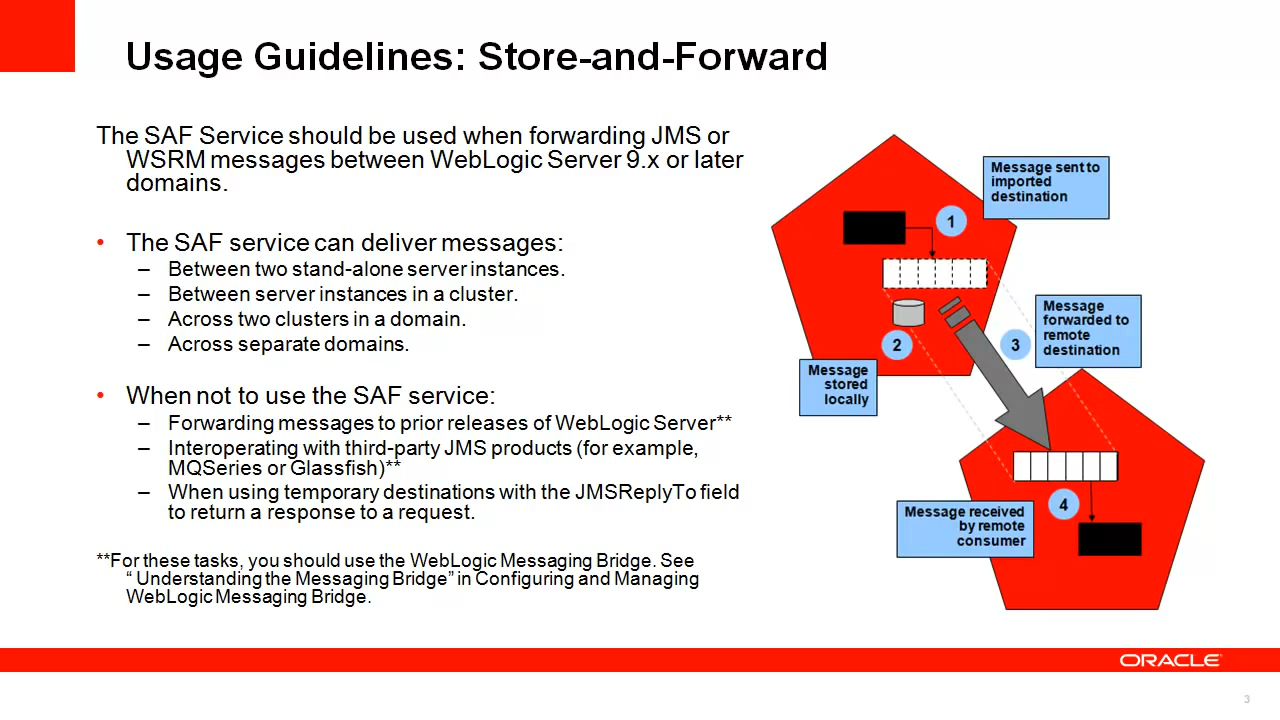 Usage Guidelines: Store-and-Forward
The SAF Service should be used when forwarding JMS or
WSRM messages between WebLogic Server 9.x or later
domains.
• The SAF service can deliver messages:
– Between two stand-alone server instances.
– Between server instances in a cluster.
– Across two clusters in a domain.
– Across separate domains.
• When not to use the SAF service:
– Forwarding messages to prior releases of WebLogic Server**
– Interoperating with third-party JMS products (for example,
MQSeries or Glassfish)**
– When using temporary destinations with the JMSReplyTo field
to return a response to a request.
**For these tasks, you should use the WebLogic Messaging Bridge. See
“ Understanding the Messaging Bridge” in Configuring and Managing
WebLogic Messaging Bridge.
Message sent to
imported
destination
1
2
Message
stored
locally
3
Message
forwarded to
remote
destination
4
Message received
by remote
consumer
ORACLE
3